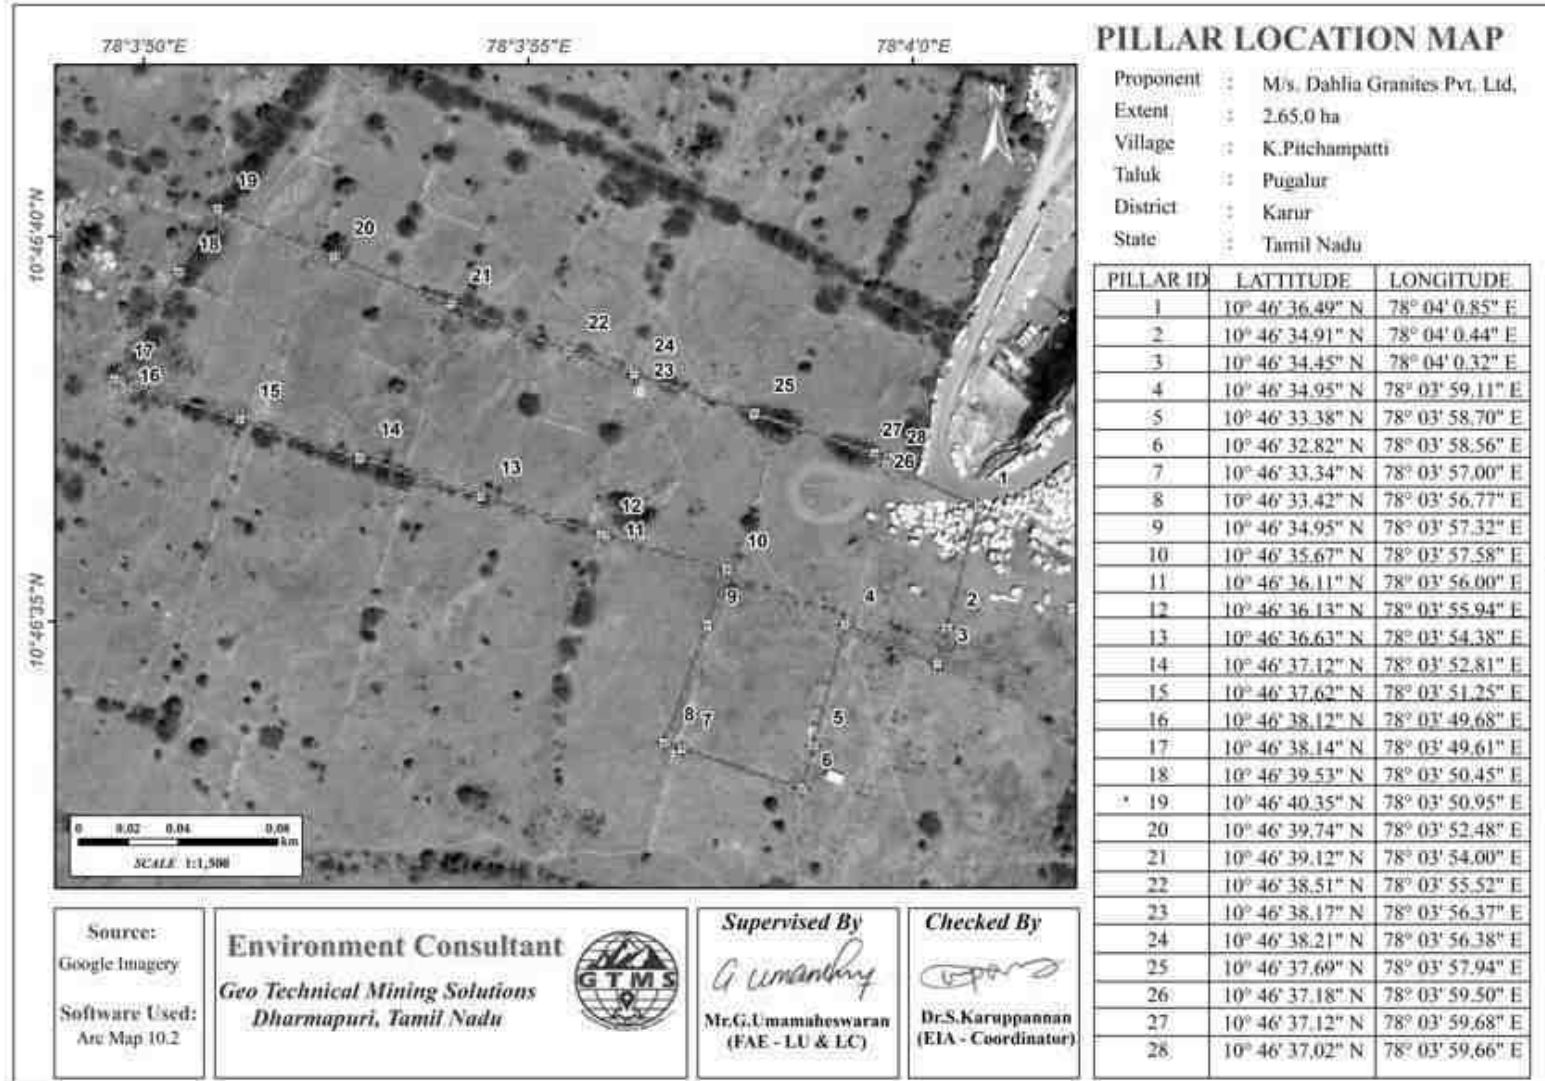 PILLAR LOCATION MAP
78°3'50"E 78°3'55"E 78°4'0"E
10°46'40"N
10°46'35"N
19
20
18
21
22
24
17
23
16
25
15
27
28
14
26
13
1
12
11
10
9
4
2
3
8
7
5
6
0 0.02 0.04 0.08
km
SCALE 1:1,500
Proponent : M/s. Dahlia Granites Pvt. Ltd,
Extent : 2.65.0 ha
Village : K.Pitchampatti
Taluk : Pugalur
District : Karur
State : Tamil Nadu
PILLAR ID LATTITUDE LONGITUDE
1 10° 46' 36.49" N 78° 04' 0.85" E
2 10° 46' 34.91" N 78° 04' 0.44" E
3 10° 46' 34.45" N 78° 04' 0.32" E
4 10° 46' 34.95" N 78° 03' 59.11" E
5 10° 46' 33.38" N 78° 03' 58.70" E
6 10° 46' 32.82" N 78° 03' 58.56" E
7 10° 46' 33.34" N 78° 03' 57.00" E
8 10° 46' 33.42" N 78° 03' 56.77" E
9 10° 46' 34.95" N 78° 03' 57.32" E
10 10° 46' 35.67" N 78° 03' 57.58" E
11 10° 46' 36.11" N 78° 03' 56.00" E
12 10° 46' 36.13" N 78° 03' 55.94" E
13 10° 46' 36.63" N 78° 03' 54.38" E
14 10° 46' 37.12" N 78° 03' 52.81" E
15 10° 46' 37.62" N 78° 03' 51.25" E
16 10° 46' 38.12" N 78° 03' 49.68" E
17 10° 46' 38.14" N 78° 03' 49.61" E
18 10° 46' 39.53" N 78° 03' 50.45" E
19 10° 46' 40.35" N 78° 03' 50.95" E
20 10° 46' 39.74" N 78° 03' 52.48" E
21 10° 46' 39.12" N 78° 03' 54.00" E
22 10° 46' 38.51" N 78° 03' 55.52" E
23 10° 46' 38.17" N 78° 03' 56.37" E
24 10° 46' 38.21" N 78° 03' 56.38" E
25 10° 46' 37.69" N 78° 03' 57.94" E
26 10° 46' 37.18" N 78° 03' 59.50" E
27 10° 46' 37.12" N 78° 03' 59.68" E
28 10° 46' 37.02" N 78° 03' 59.66" E
Source:
Google Imagery
Software Used:
Arc Map 10.2
Environment Consultant
Geo Technical Mining Solutions
Dharmapuri, Tamil Nadu
GTMS
Supervised By
Mr.G.Umamaheswaran
(FAE - LU & LC)
Checked By
Dr.S.Karuppannan
(EIA - Coordinator)